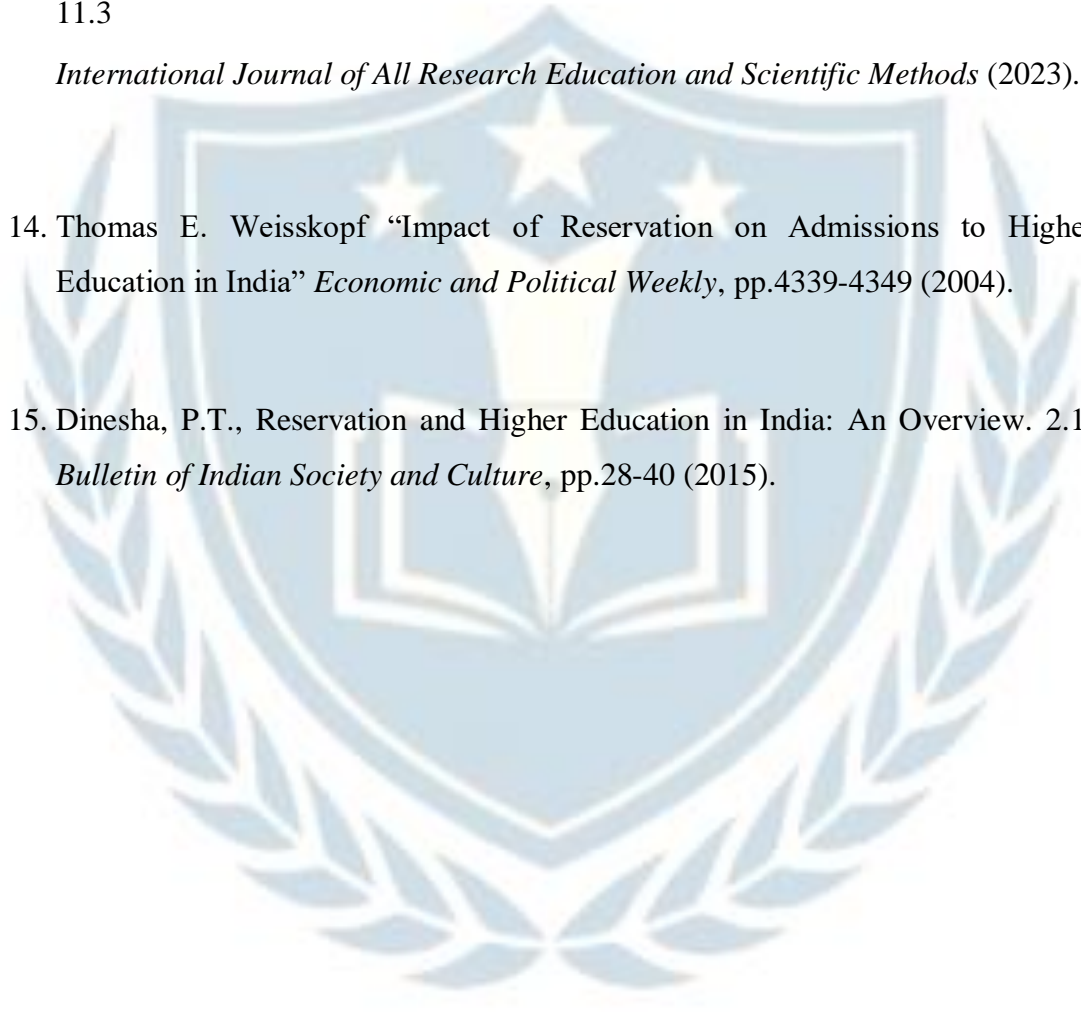 11.3
International Journal of All Research Education and Scientific Methods (2023).
14. Thomas E. Weisskopf “Impact of Reservation on Admissions to Highe
Education in India” Economic and Political Weekly, pp.4339-4349 (2004).
15. Dinesha, P.T., Reservation and Higher Education in India: An Overview. 2.1
Bulletin of Indian Society and Culture, pp.28-40 (2015).